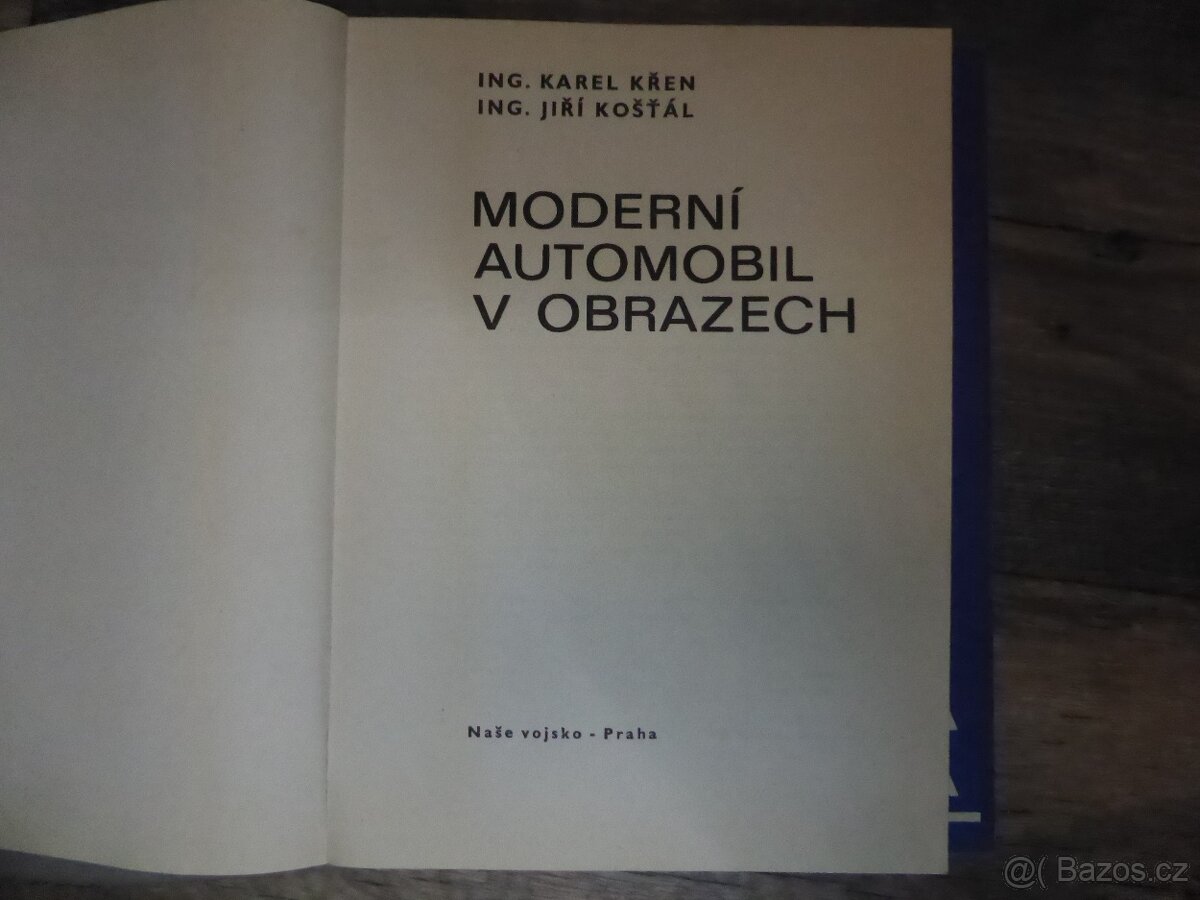 ING. KAREL KŘEN
ING. JIŘÍ KOŠŤÁL
MODERNÍ
AUTOMOBIL
V OBRAZECH
Naše vojsko - Praha
@( Bazos.cz